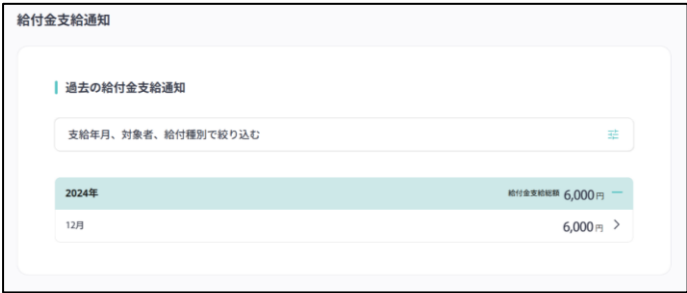 給付金支給通知
過去の給付金支給通知
支給年月、対象者、給付種別で絞り込む
2024年 給付金支給総額 6,000円
12月 6,000円